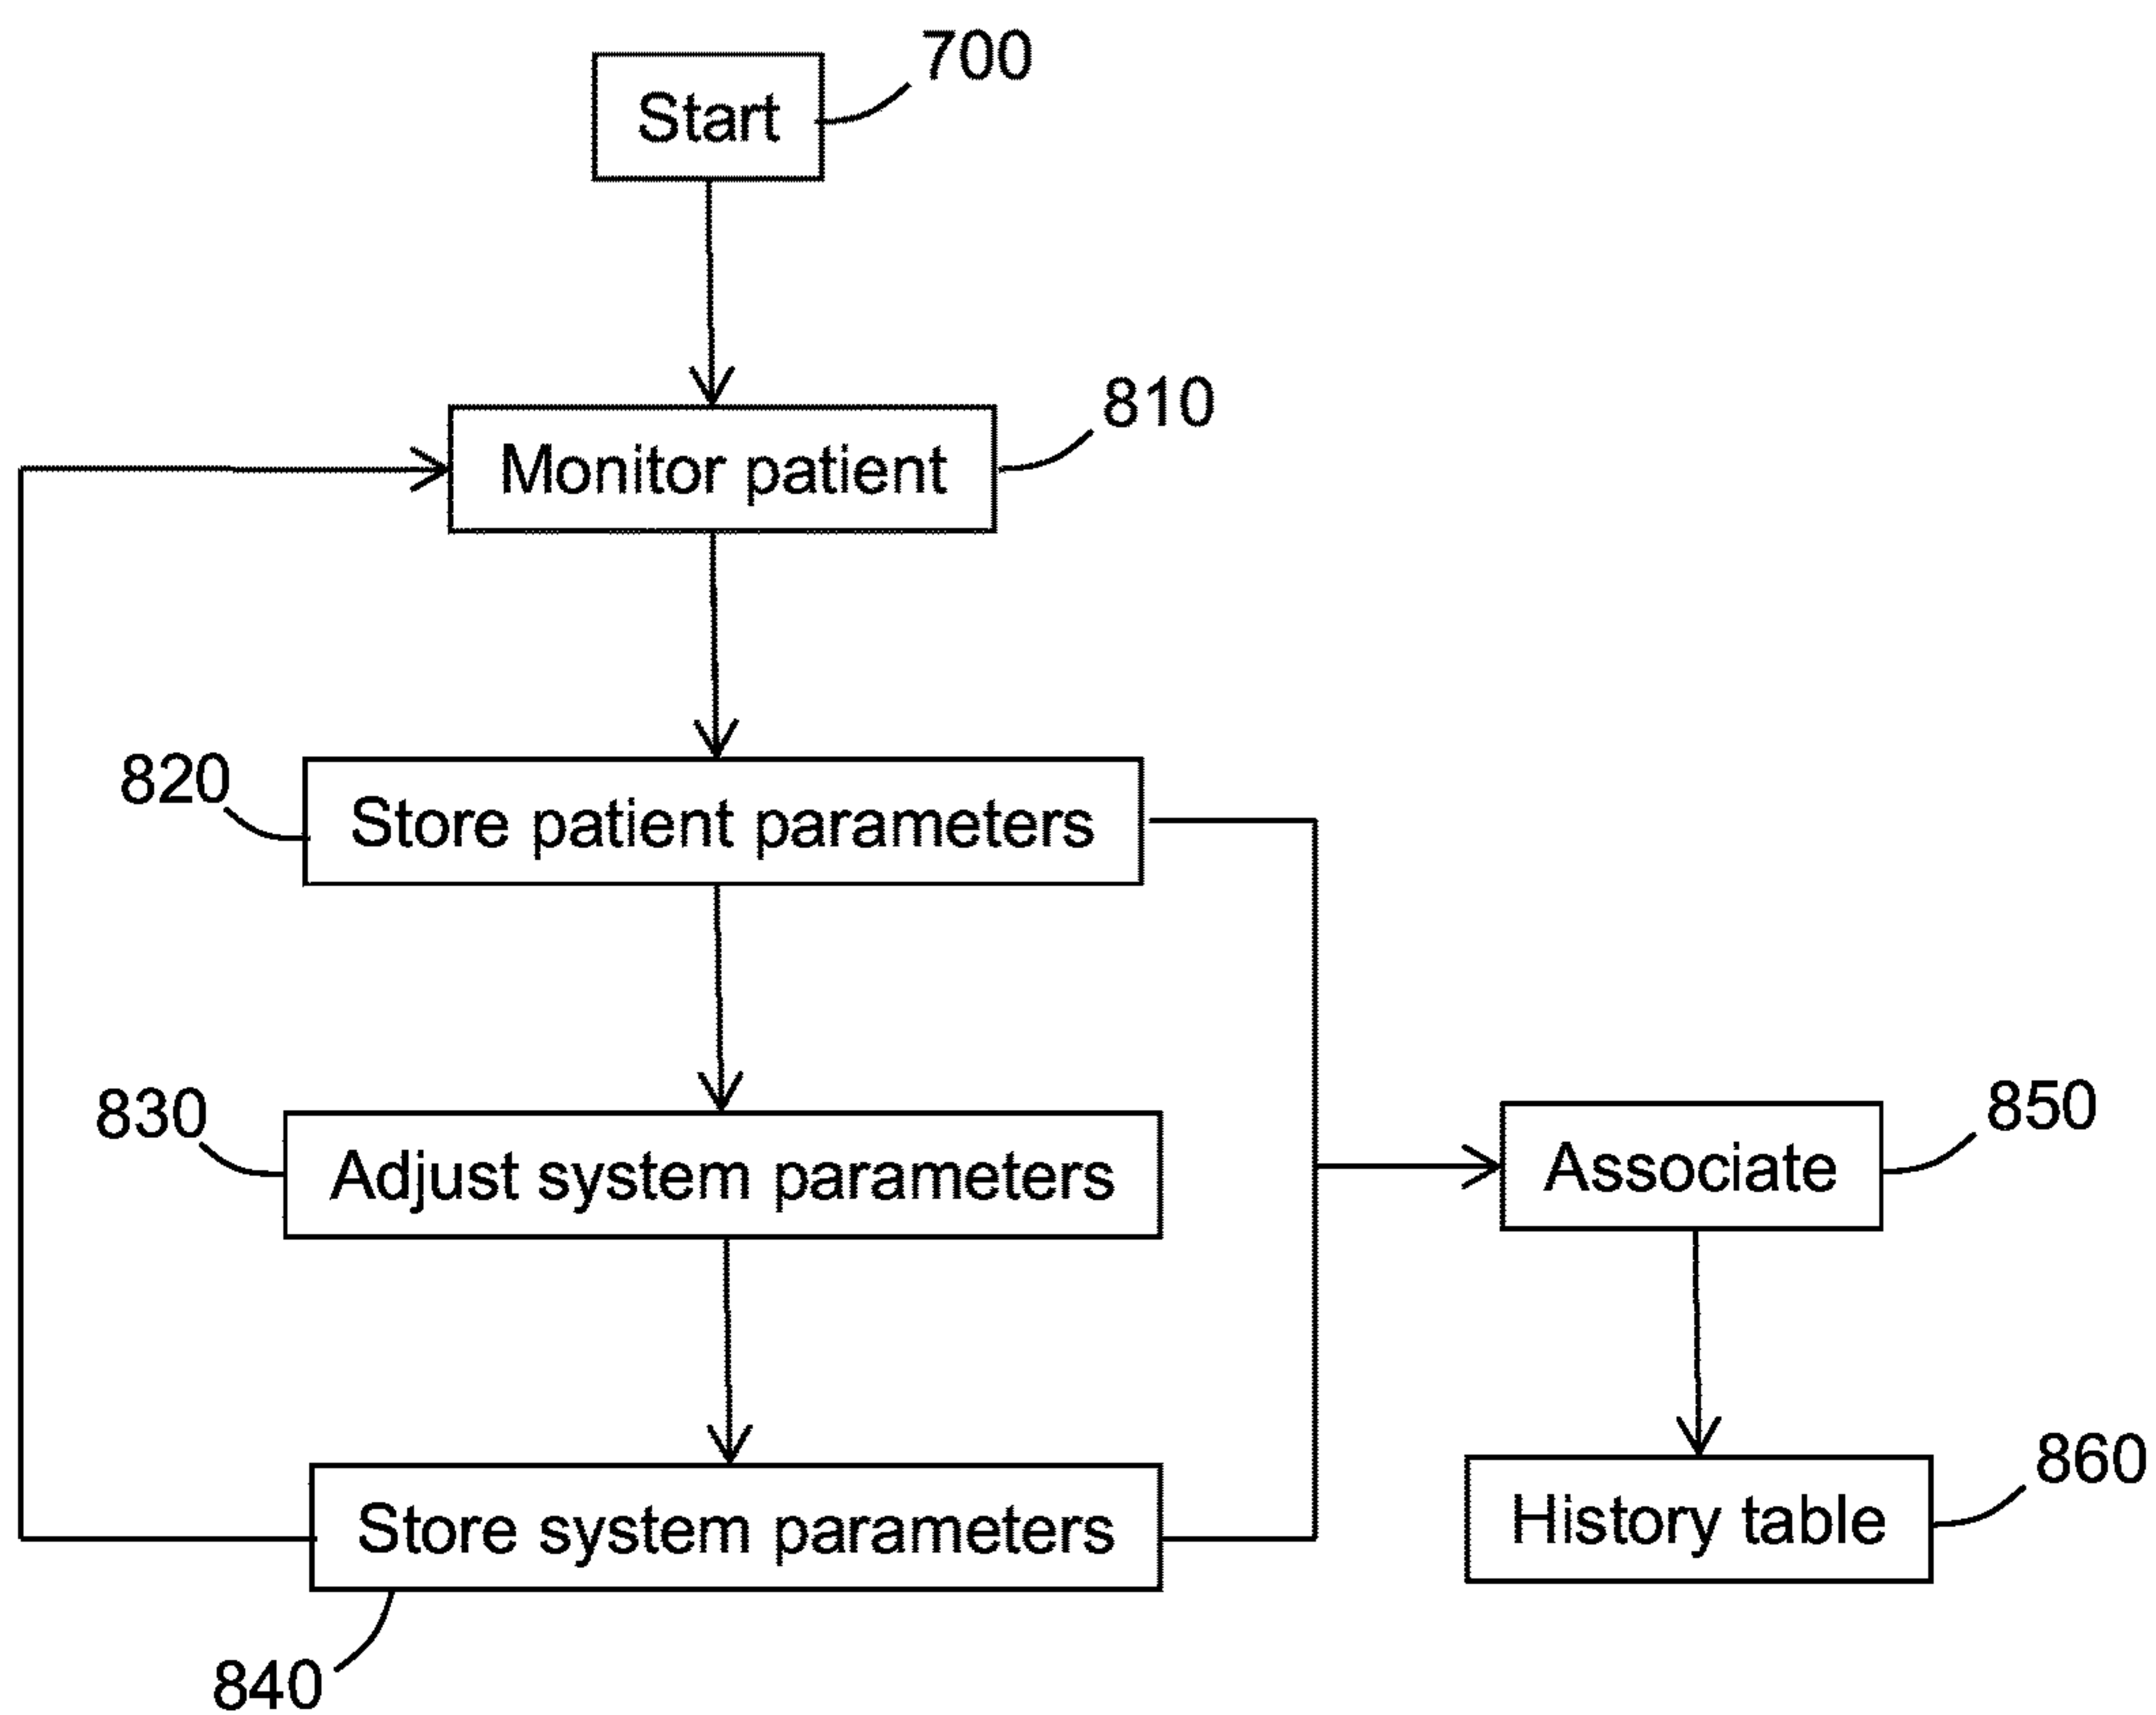 700
Start
810
Monitor patient
820
Store patient parameters
830
Adjust system parameters
850
Associate
860
History table
Store system parameters
840